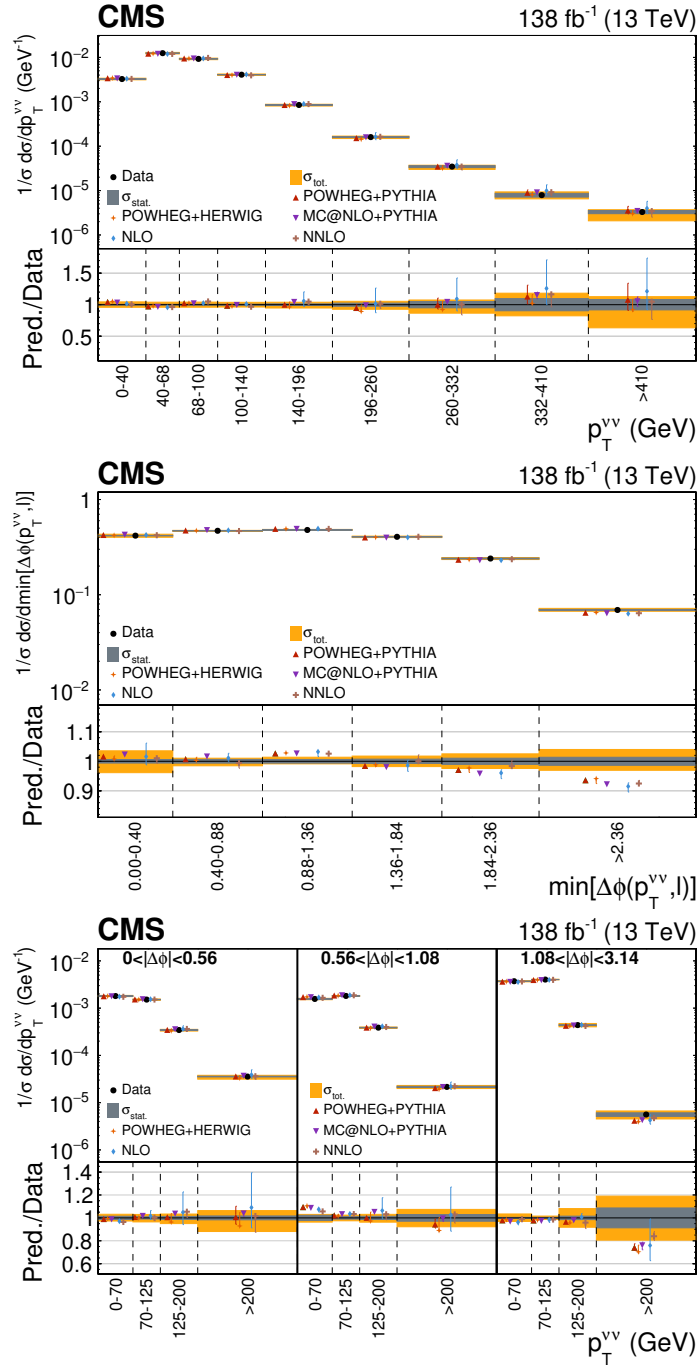 CMS 138 fb⁻¹ (13 TeV)
1/σ dσ/dp_T^νν (GeV⁻¹)
10⁻²
10⁻³
10⁻⁴
10⁻⁵
10⁻⁶
Data σ_tot.
σ_stat. POWHEG+PYTHIA
POWHEG+HERWIG MC@NLO+PYTHIA
NLO NNLO
Pred./Data
1.5
1
0.5
0-40 40-68 68-100 100-140 140-196 196-260 260-332 332-410 >410
p_T^νν (GeV)
CMS 138 fb⁻¹ (13 TeV)
1/σ dσ/dmin[Δϕ(p_T^νν,l)]
1
10⁻¹
10⁻²
Data σ_tot.
σ_stat. POWHEG+PYTHIA
POWHEG+HERWIG MC@NLO+PYTHIA
NLO NNLO
Pred./Data
1.1
1
0.9
0.00-0.40 0.40-0.88 0.88-1.36 1.36-1.84 1.84-2.36 >2.36
min[Δϕ(p_T^νν,l)]
CMS 138 fb⁻¹ (13 TeV)
0<|Δϕ|<0.56 0.56<|Δϕ|<1.08 1.08<|Δϕ|<3.14
1/σ dσ/dp_T^νν (GeV⁻¹)
10⁻²
10⁻³
10⁻⁴
10⁻⁵
10⁻⁶
Data σ_tot.
σ_stat. POWHEG+PYTHIA
POWHEG+HERWIG MC@NLO+PYTHIA
NLO NNLO
Pred./Data
1.4
1.2
1
0.8
0.6
0-70 70-125 125-200 >200 0-70 70-125 125-200 >200 0-70 70-125 125-200 >200
p_T^νν (GeV)